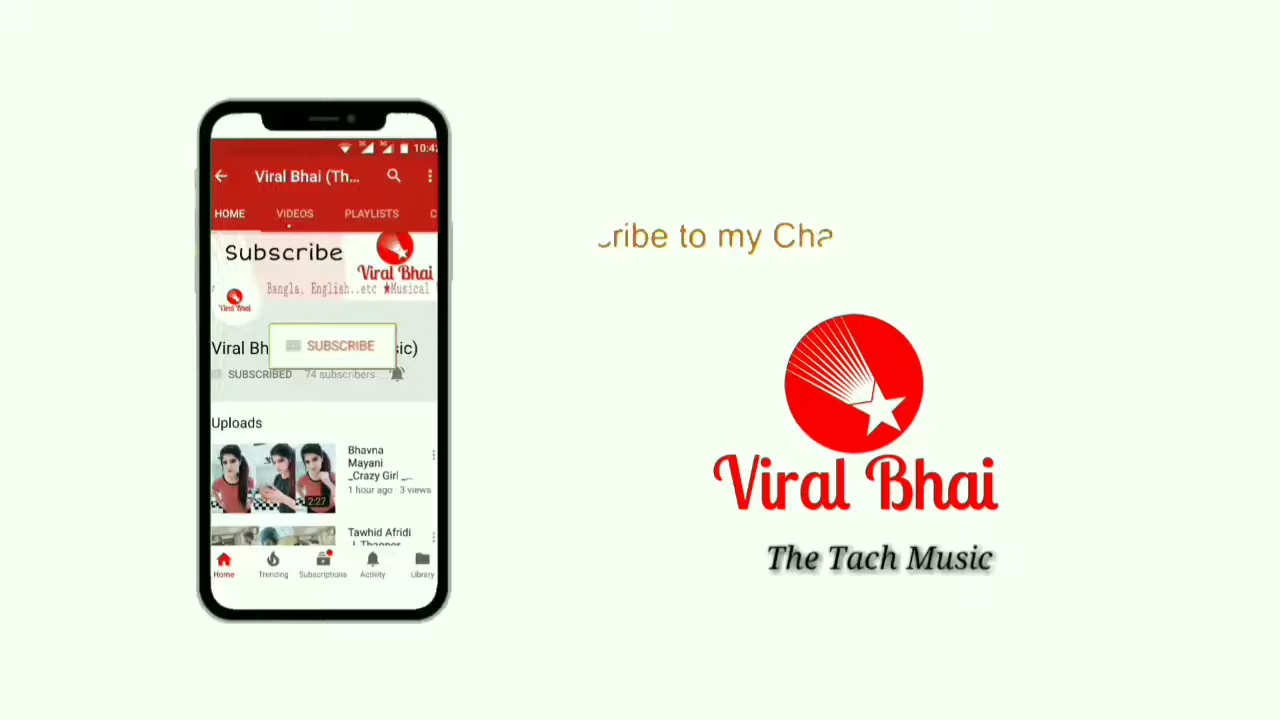 10:42
Viral Bhai (Th...
HOME VIDEOS PLAYLISTS C
Subscribe
Viral Bhai
Bangla, English..etc ★Musical
Viral Bhai
SUBSCRIBE
Viral Bh sic)
SUBSCRIBED 74 subscribers
Uploads
Bhavna
Mayani
_Crazy Girl _...
1 hour ago · 3 views
2:27
Tawhid Afridi
Home Trending Subscriptions Activity Library
cribe to my Cha
Viral Bhai
The Tach Music